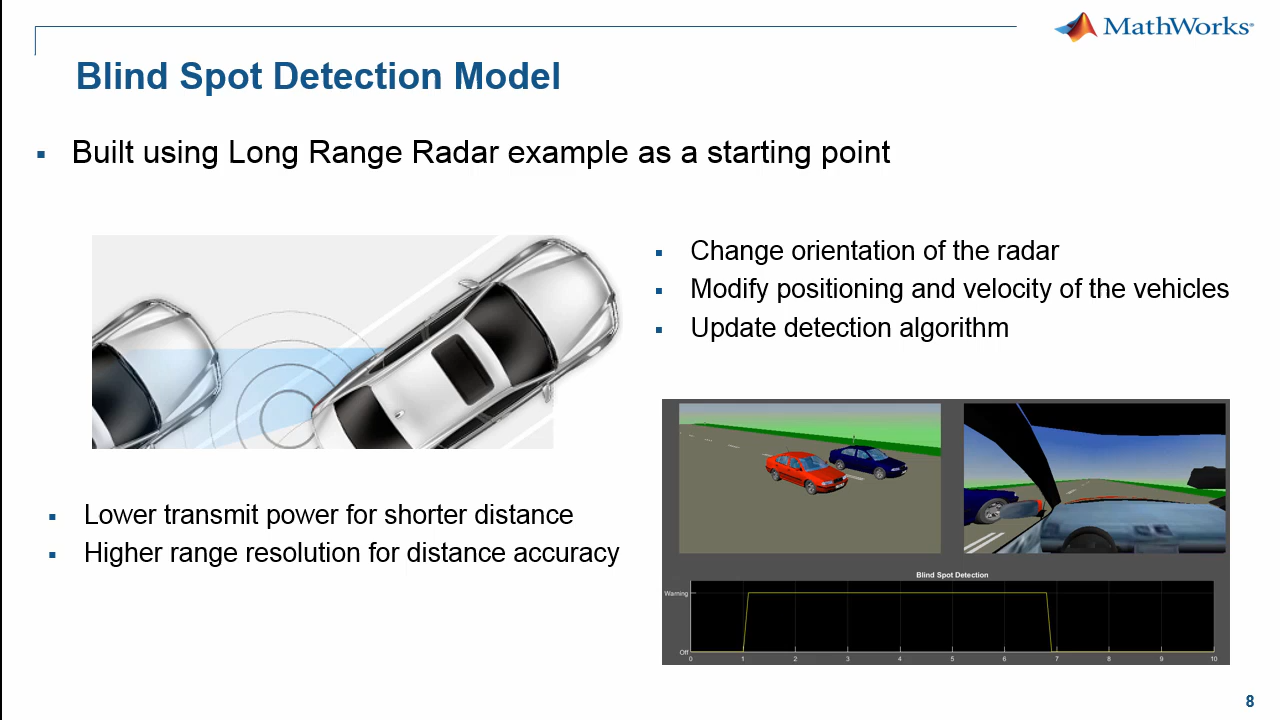 MathWorks®
Blind Spot Detection Model
▪ Built using Long Range Radar example as a starting point
▪ Change orientation of the radar
▪ Modify positioning and velocity of the vehicles
▪ Update detection algorithm
▪ Lower transmit power for shorter distance
▪ Higher range resolution for distance accuracy
Blind Spot Detection
Warning
Off
0 1 2 3 4 5 6 7 8 9 10
8